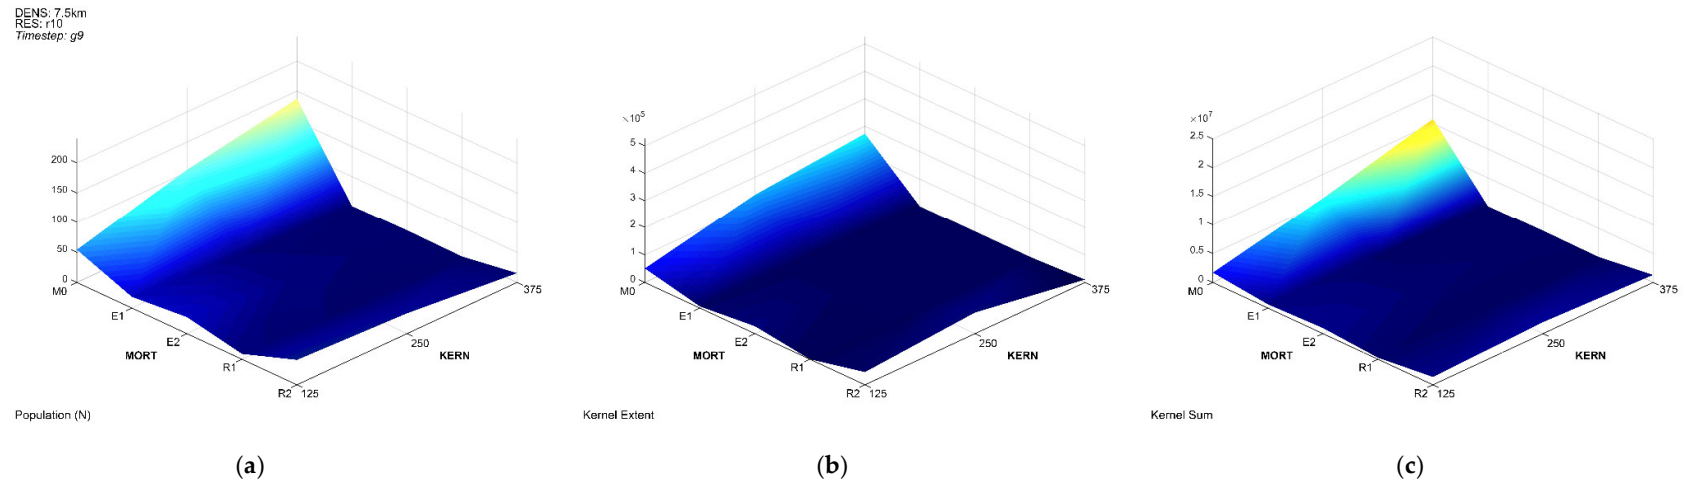 DENS: 7.5km
RES: r10
Timestep: g9
200
150
100
50
0
M0
E1
E2
R1
R2
MORT
125
250
375
KERN
Population (N)
(a)
×10^5
5
4
3
2
1
0
M0
E1
E2
R1
R2
MORT
125
250
375
KERN
Kernel Extent
(b)
×10^7
2.5
2
1.5
1
0.5
0
M0
E1
E2
R1
R2
MORT
125
250
375
KERN
Kernel Sum
(c)